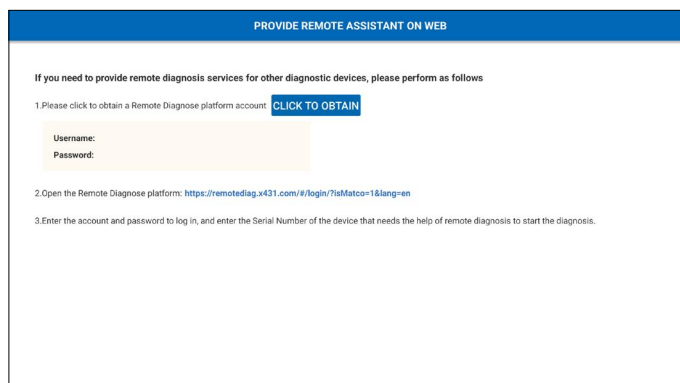 PROVIDE REMOTE ASSISTANT ON WEB
If you need to provide remote diagnosis services for other diagnostic devices, please perform as follows
1.Please click to obtain a Remote Diagnose platform account CLICK TO OBTAIN
Username:
Password:
2.Open the Remote Diagnose platform: https://remotediag.x431.com/#/login/?isMatco=1&lang=en
3.Enter the account and password to log in, and enter the Serial Number of the device that needs the help of remote diagnosis to start the diagnosis.